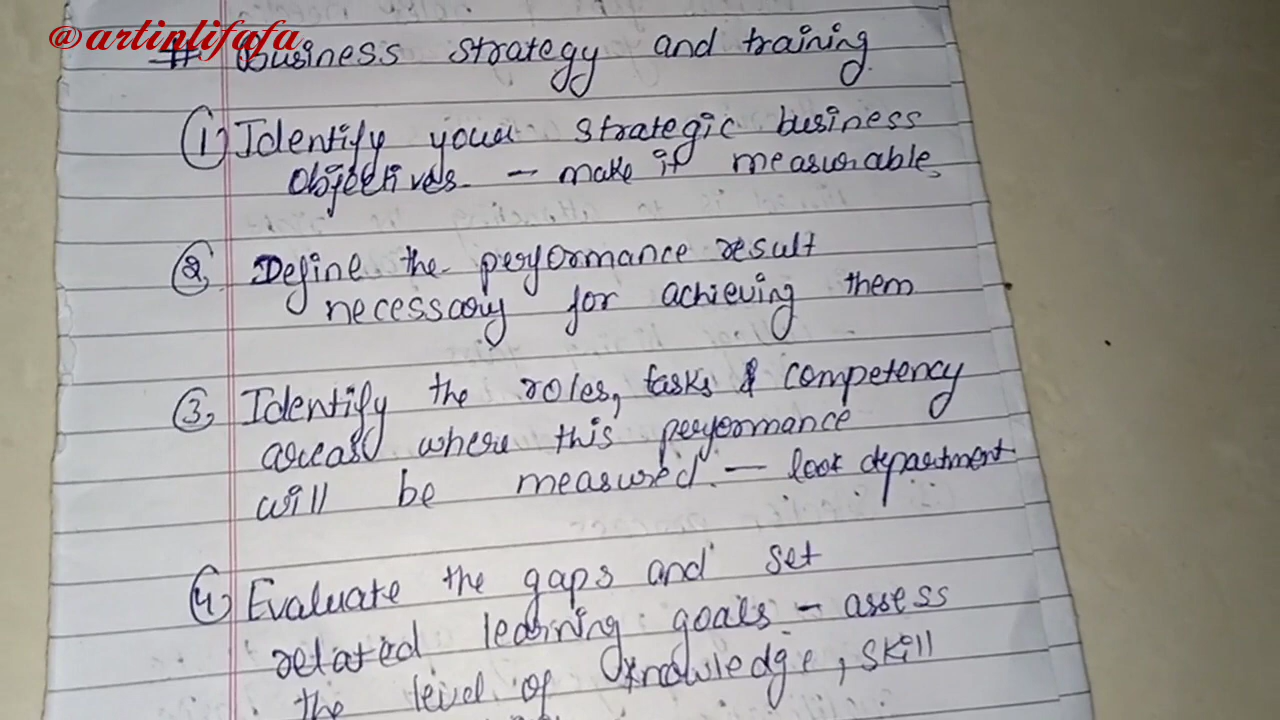 @artinlifafa
# Business strategy and training
① Identify your strategic business
objectives - make it measurable.
② Define the performance result
necessary for achieving them
③ Identify the roles, tasks & competency
areas where this performance
will be measured. - look department
④ Evaluate the gaps and set
related learning goals - assess
the level of knowledge, skill